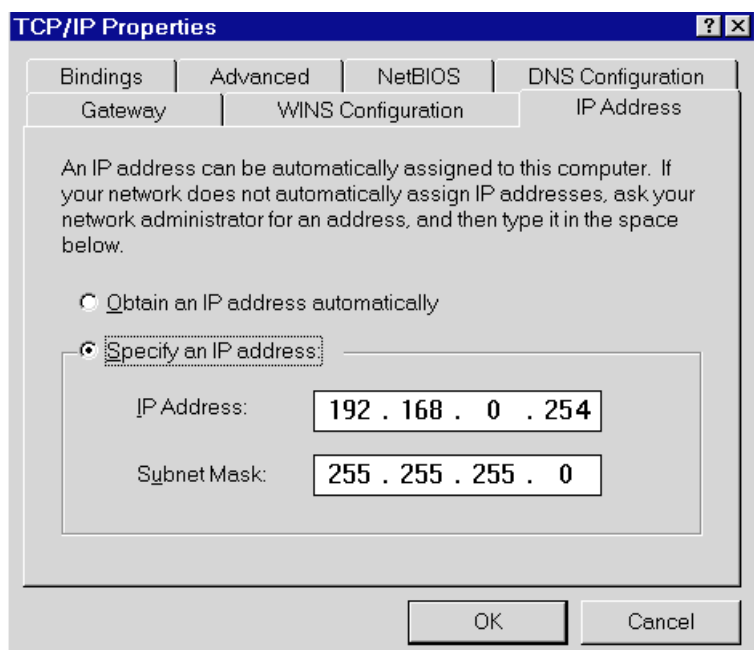 TCP/IP Properties
Bindings Advanced NetBIOS DNS Configuration
Gateway WINS Configuration IP Address
An IP address can be automatically assigned to this computer. If
your network does not automatically assign IP addresses, ask your
network administrator for an address, and then type it in the space
below.
Obtain an IP address automatically
Specify an IP address:
IP Address: 192 . 168 . 0 . 254
Subnet Mask: 255 . 255 . 255 . 0
OK Cancel